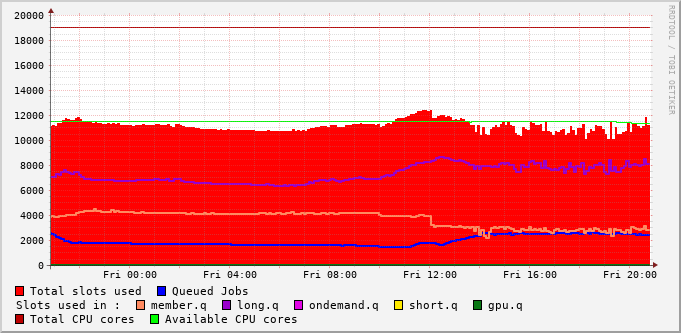 RRDTOOL / TOBI OETIKER
20000
18000
16000
14000
12000
10000
8000
6000
4000
2000
0
Fri 00:00 Fri 04:00 Fri 08:00 Fri 12:00 Fri 16:00 Fri 20:00
Total slots used Queued Jobs
Slots used in : member.q long.q ondemand.q short.q gpu.q
Total CPU cores Available CPU cores